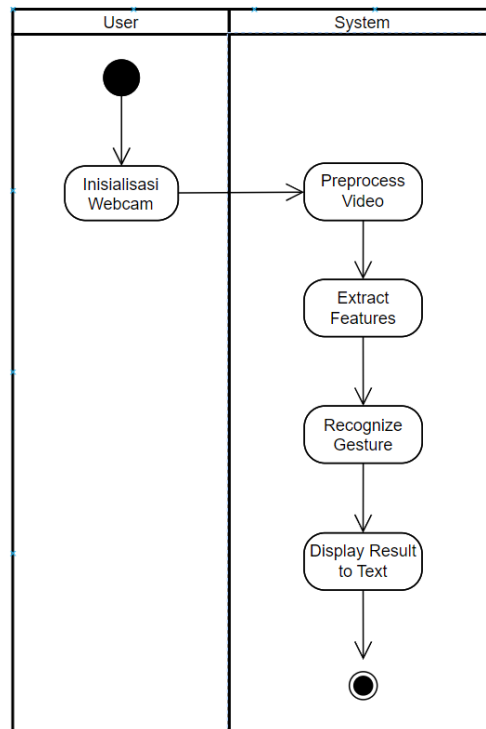 User
System
Inisialisasi
Webcam
Preprocess
Video
Extract
Features
Recognize
Gesture
Display Result
to Text